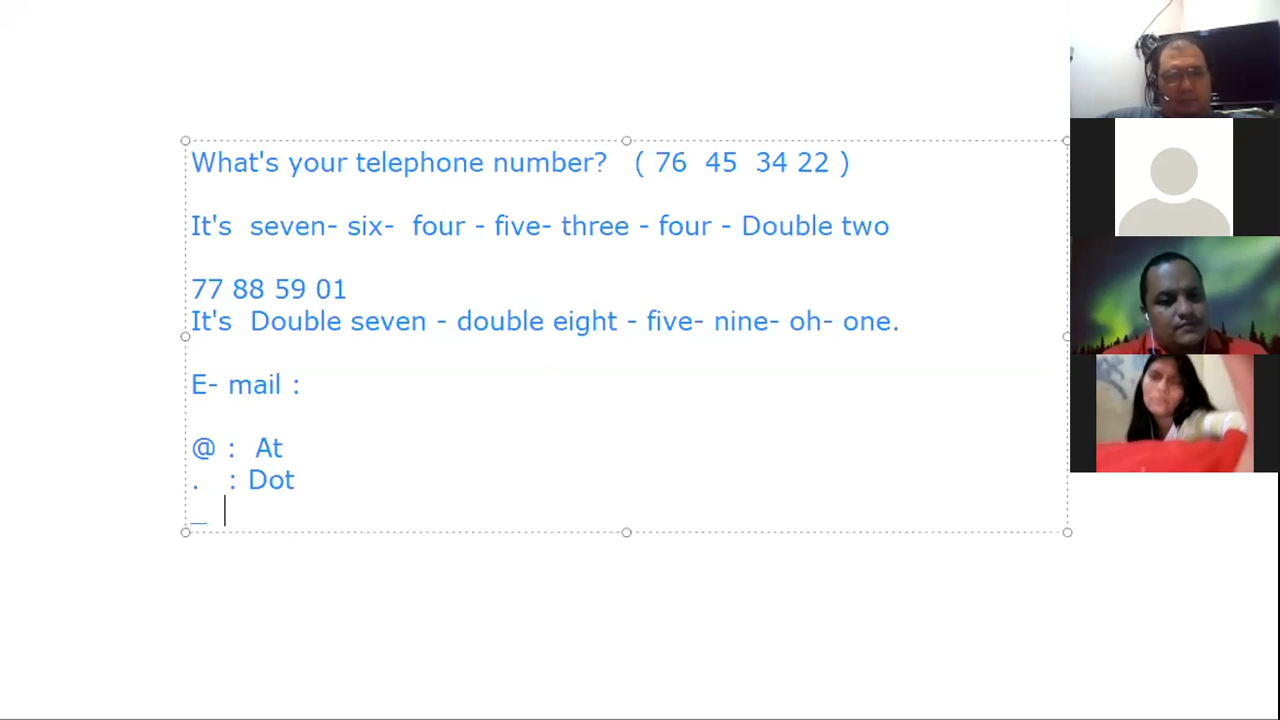 What's your telephone number? ( 76 45 34 22 )
It's seven- six- four - five- three - four - Double two
77 88 59 01
It's Double seven - double eight - five- nine- oh- one.
E- mail :
@ : At
. : Dot
_